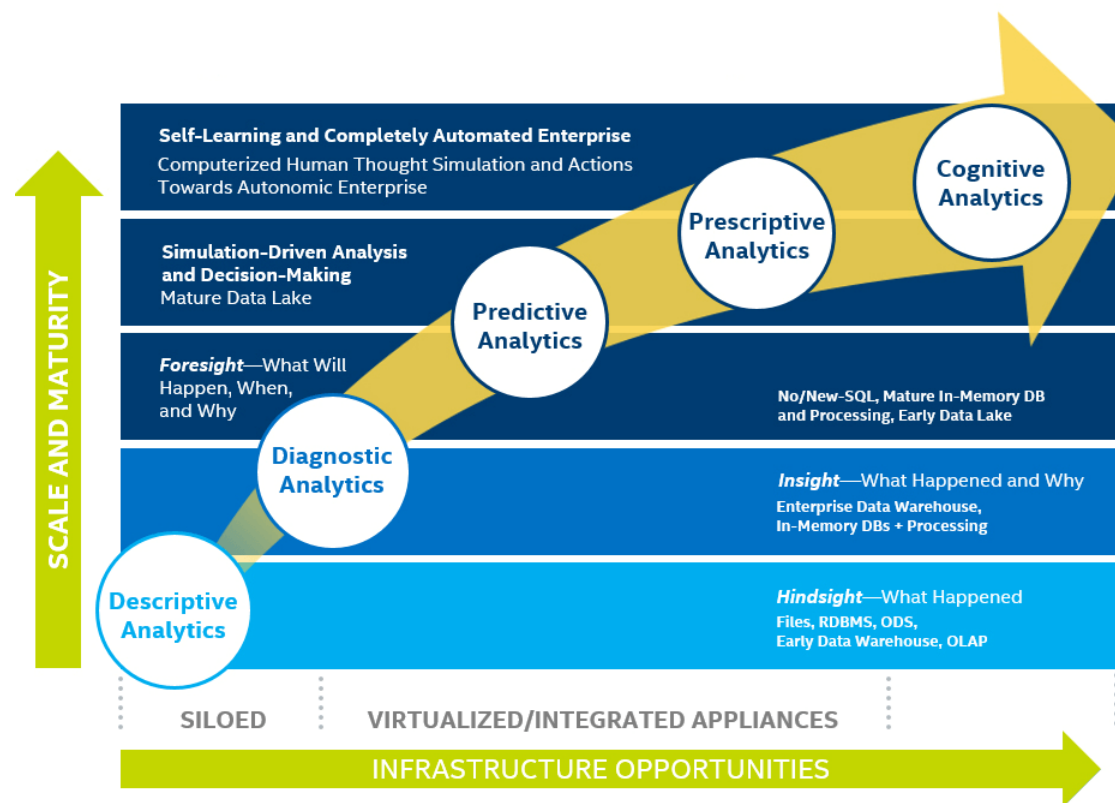 Self-Learning and Completely Automated Enterprise
Computerized Human Thought Simulation and Actions
Towards Autonomic Enterprise
Cognitive
Analytics
Prescriptive
Analytics
Simulation-Driven Analysis
and Decision-Making
Mature Data Lake
Predictive
Analytics
Foresight—What Will
Happen, When,
and Why
No/New-SQL, Mature In-Memory DB
and Processing, Early Data Lake
Diagnostic
Analytics
Insight—What Happened and Why
Enterprise Data Warehouse,
In-Memory DBs + Processing
Descriptive
Analytics
Hindsight—What Happened
Files, RDBMS, ODS,
Early Data Warehouse, OLAP
SCALE AND MATURITY
SILOED
VIRTUALIZED/INTEGRATED APPLIANCES
INFRASTRUCTURE OPPORTUNITIES